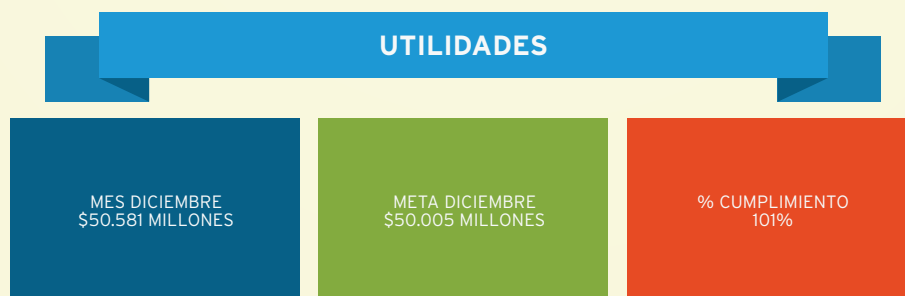 UTILIDADES
MES DICIEMBRE
$50.581 MILLONES
META DICIEMBRE
$50.005 MILLONES
% CUMPLIMIENTO
101%